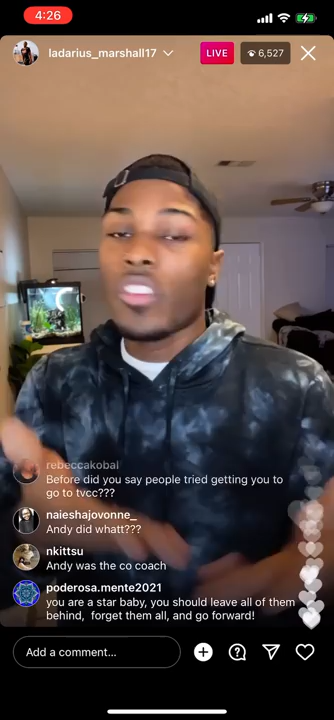 4:26
ladarius_marshall17
LIVE
6,527
rebeccakobal
Before did you say people tried getting you to
go to tvcc???
naieshajovonne_
Andy did whatt???
nkittsu
Andy was the co coach
poderosa.mente2021
you are a star baby, you should leave all of them
behind,  forget them all, and go forward!
Add a comment...